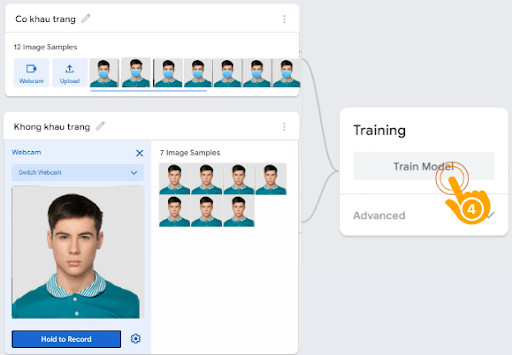 Co khau trang
12 Image Samples
Webcam
Upload
Khong khau trang
Webcam
Switch Webcam
7 Image Samples
Hold to Record
Training
Train Model
Advanced
4